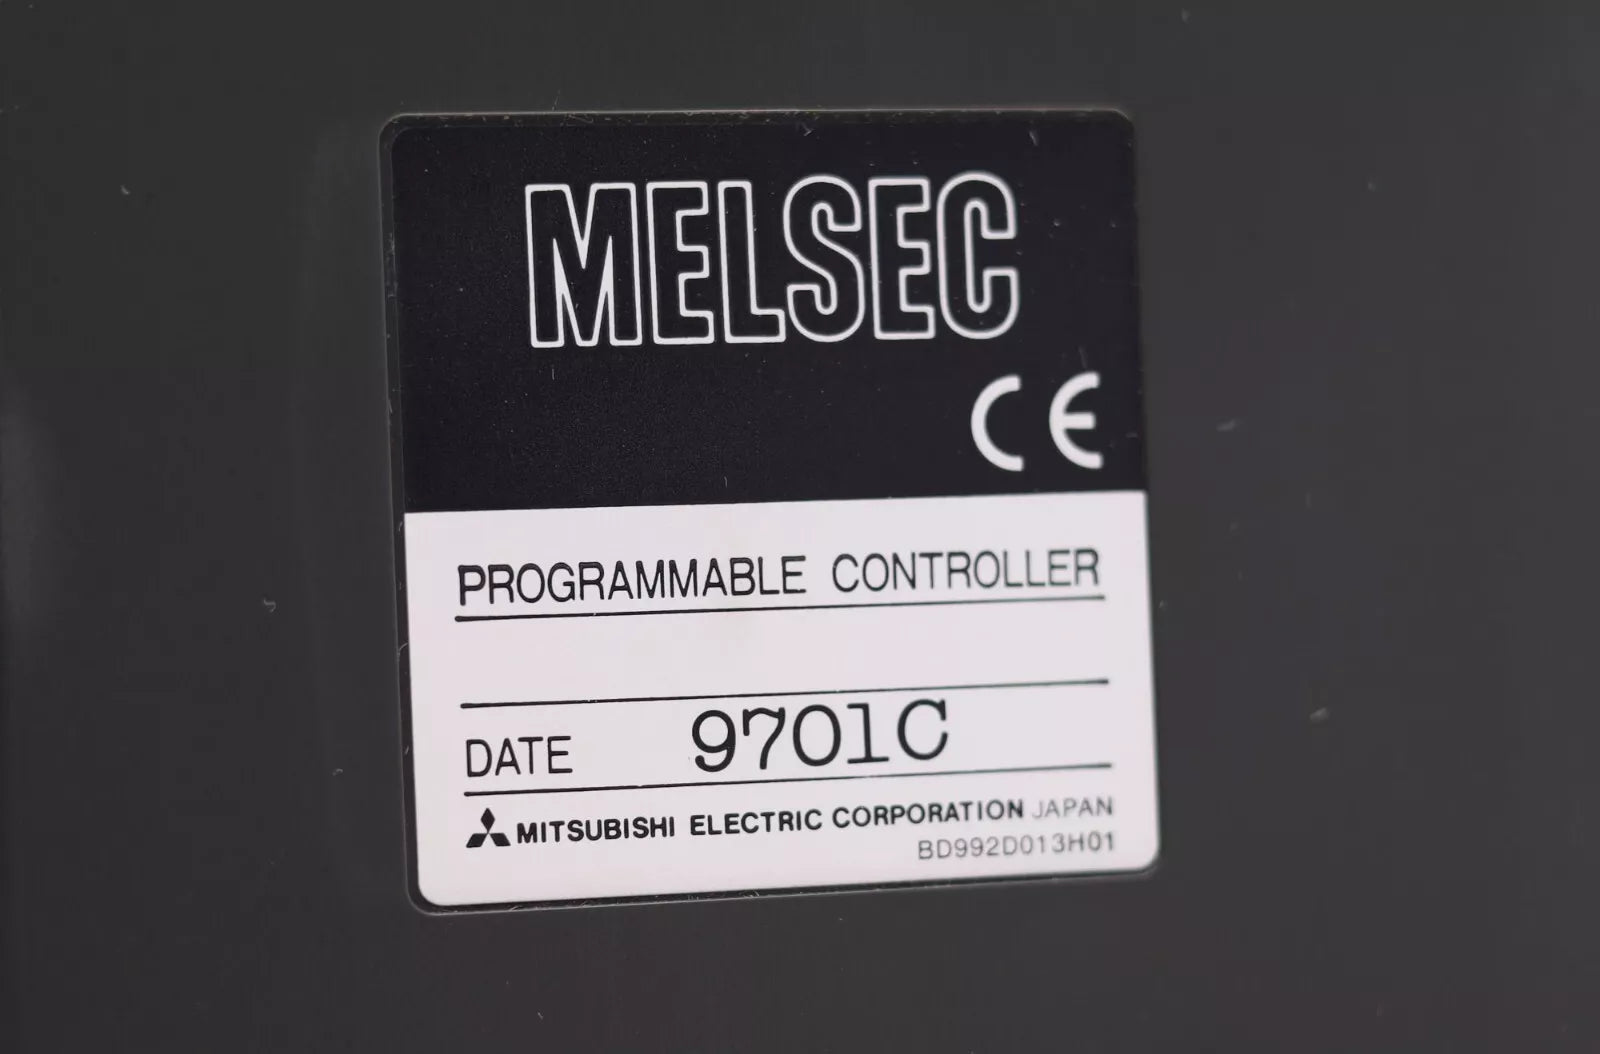 MELSEC
CE
PROGRAMMABLE CONTROLLER
DATE 9701C
MITSUBISHI ELECTRIC CORPORATION JAPAN
BD992D013H01